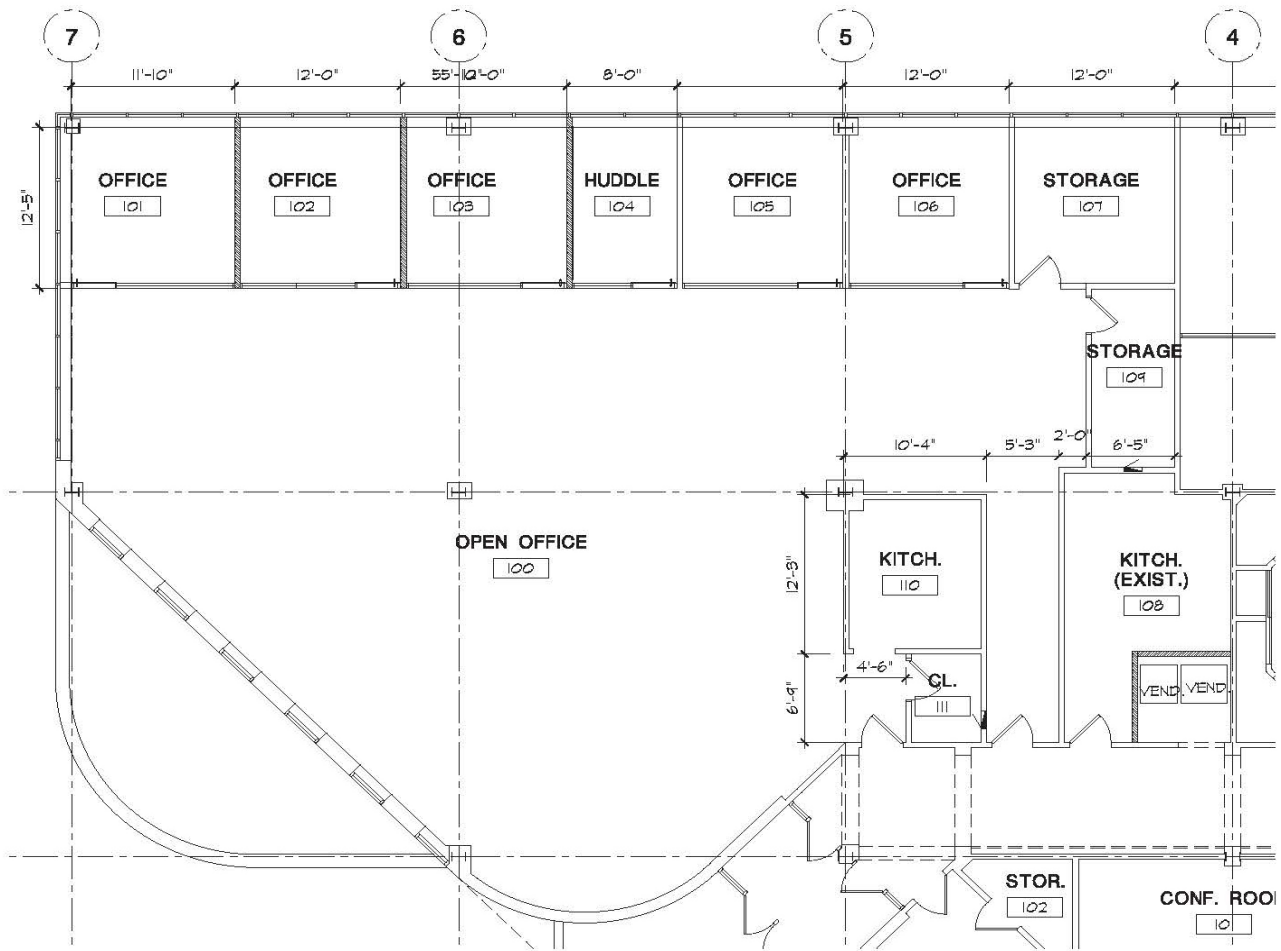 7 6 5 4
11'-10" 12'-0" 12'-0" 8'-0" 12'-0" 12'-0"
12'-5"
OFFICE OFFICE OFFICE HUDDLE OFFICE OFFICE STORAGE
101 102 103 104 105 106 107
STORAGE
109
10'-4" 5'-3" 2'-0" 6'-5"
OPEN OFFICE
100
12'-3"
KITCH.
110
KITCH.
(EXIST.)
108
4'-6"
6'-9"
CL.
111
VEND. VEND.
STOR.
102
CONF. ROO
10